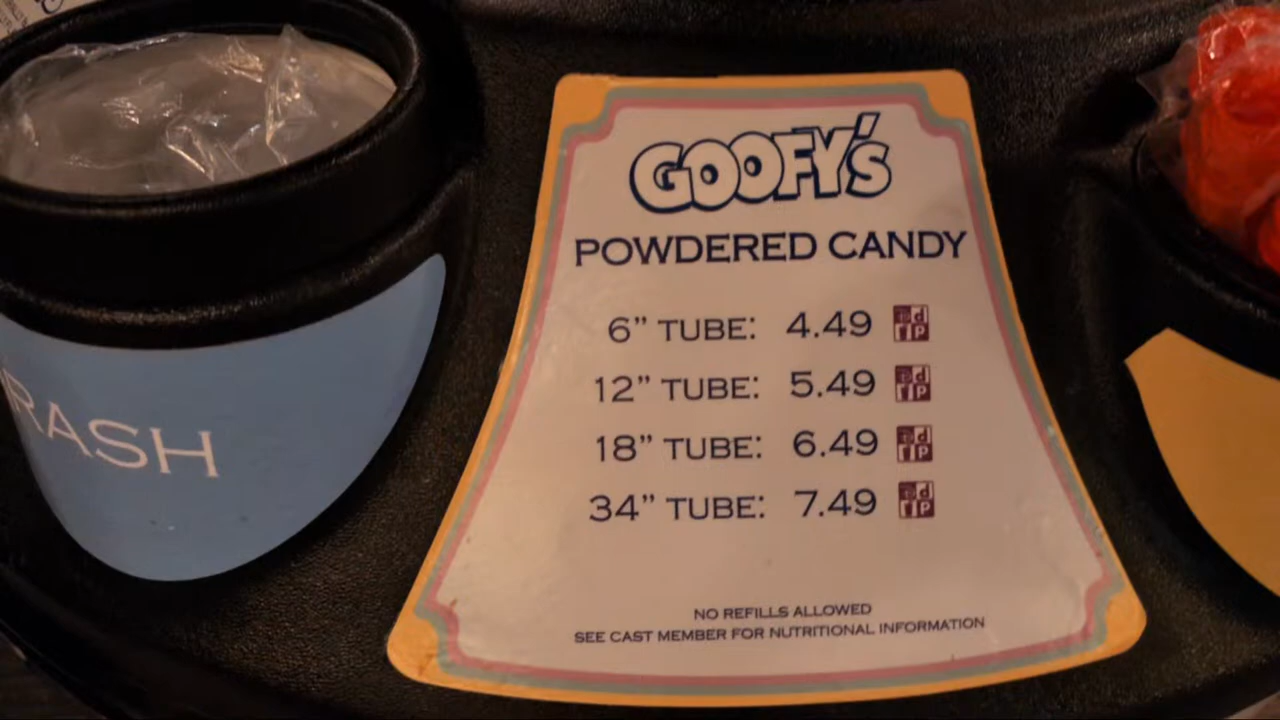 GOOFY's
POWDERED CANDY
6" TUBE: 4.49
12" TUBE: 5.49
18" TUBE: 6.49
34" TUBE: 7.49
NO REFILLS ALLOWED
SEE CAST MEMBER FOR NUTRITIONAL INFORMATION
RASH